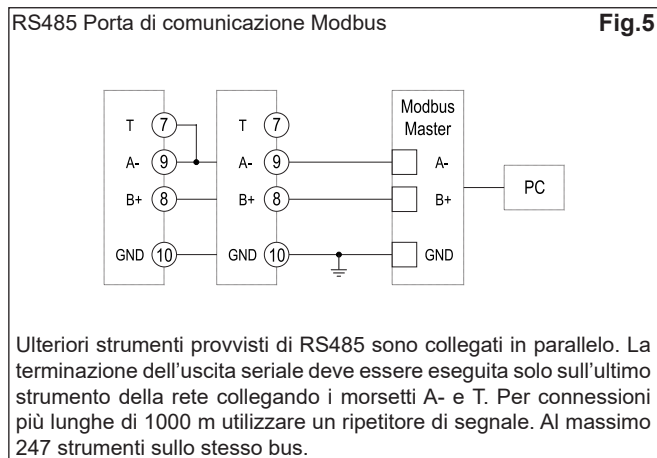 RS485 Porta di comunicazione Modbus
Fig.5
T 7 T 7 Modbus
Master
A- 9 A- 9 A-
PC
B+ 8 B+ 8 B+
GND 10 GND 10 GND
Ulteriori strumenti provvisti di RS485 sono collegati in parallelo. La
terminazione dell'uscita seriale deve essere eseguita solo sull'ultimo
strumento della rete collegando i morsetti A- e T. Per connessioni
più lunghe di 1000 m utilizzare un ripetitore di segnale. Al massimo
247 strumenti sullo stesso bus.